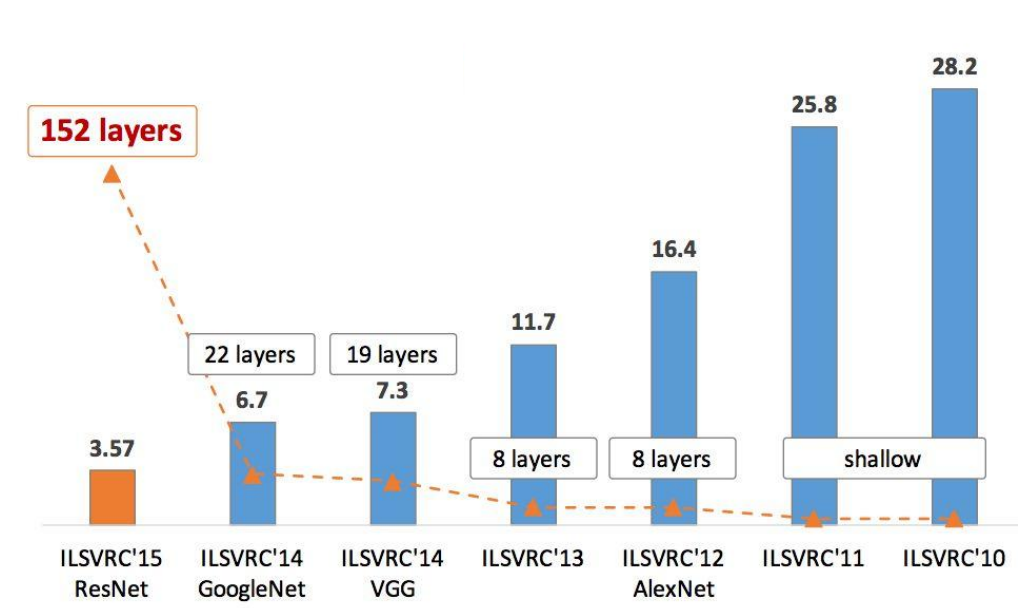 28.2
25.8
152 layers
16.4
11.7
22 layers
19 layers
6.7
7.3
3.57
8 layers
8 layers
shallow
ILSVRC'15
ResNet
ILSVRC'14
GoogleNet
ILSVRC'14
VGG
ILSVRC'13
ILSVRC'12
AlexNet
ILSVRC'11
ILSVRC'10